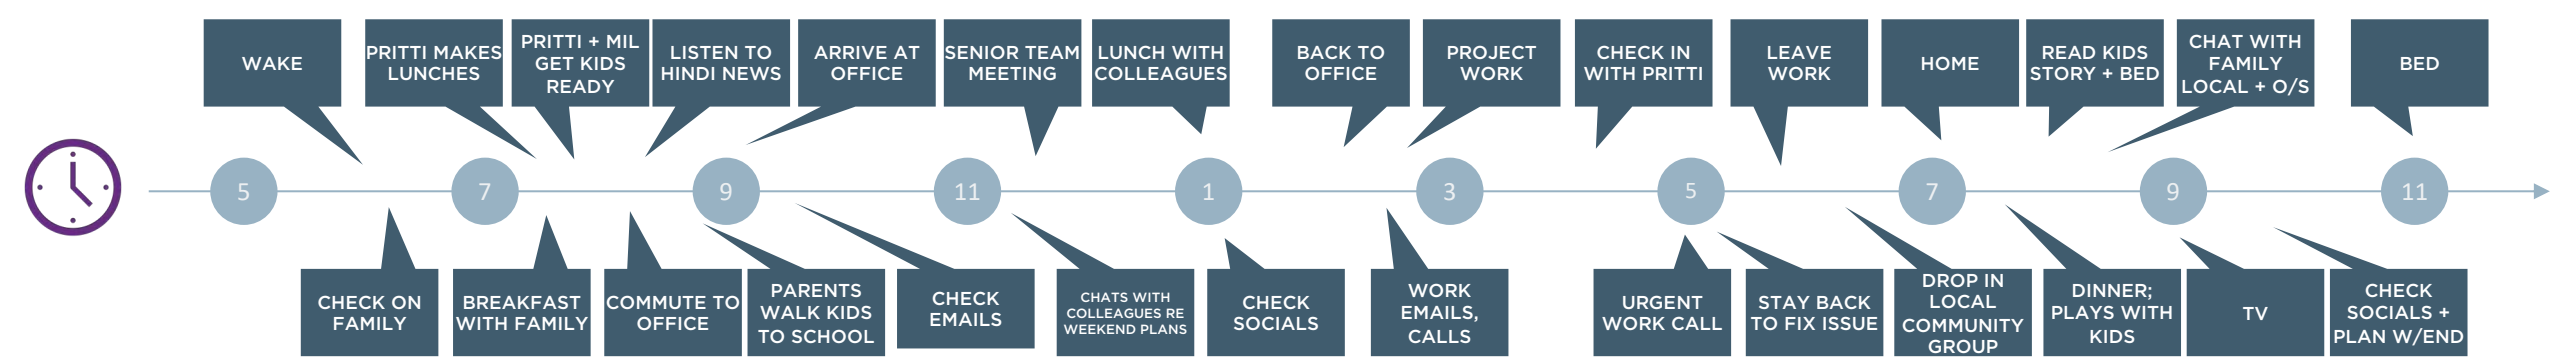 WAKE
PRITTI MAKES
LUNCHES
PRITTI + MIL
GET KIDS
READY
LISTEN TO
HINDI NEWS
ARRIVE AT
OFFICE
SENIOR TEAM
MEETING
LUNCH WITH
COLLEAGUES
BACK TO
OFFICE
PROJECT
WORK
CHECK IN
WITH PRITTI
LEAVE
WORK
HOME
READ KIDS
STORY + BED
CHAT WITH
FAMILY
LOCAL + O/S
BED
5
7
9
11
1
3
5
7
9
11
CHECK ON
FAMILY
BREAKFAST
WITH FAMILY
COMMUTE TO
OFFICE
PARENTS
WALK KIDS
TO SCHOOL
CHECK
EMAILS
CHATS WITH
COLLEAGUES RE
WEEKEND PLANS
CHECK
SOCIALS
WORK
EMAILS,
CALLS
URGENT
WORK CALL
STAY BACK
TO FIX ISSUE
DROP IN
LOCAL
COMMUNITY
GROUP
DINNER;
PLAYS WITH
KIDS
TV
CHECK
SOCIALS +
PLAN W/END